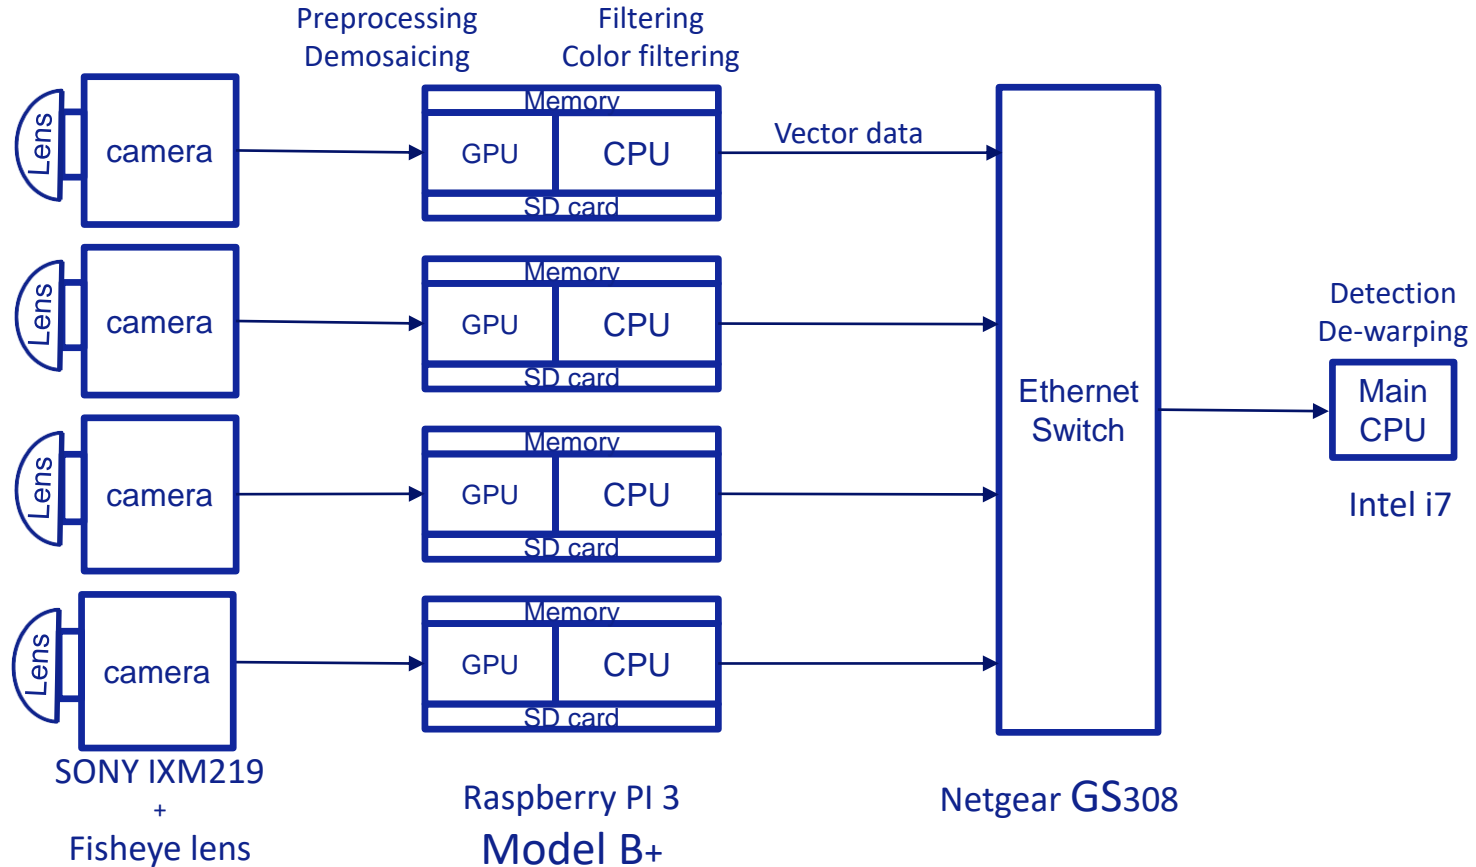 Preprocessing
Demosaicing
Filtering
Color filtering
Lens
camera
Memory
GPU
CPU
SD card
Vector data
Lens
camera
Memory
GPU
CPU
SD card
Lens
camera
Memory
GPU
CPU
SD card
Lens
camera
Memory
GPU
CPU
SD card
Ethernet
Switch
Detection
De-warping
Main
CPU
Intel i7
SONY IXM219
+
Fisheye lens
Raspberry PI 3
Model B+
Netgear GS308